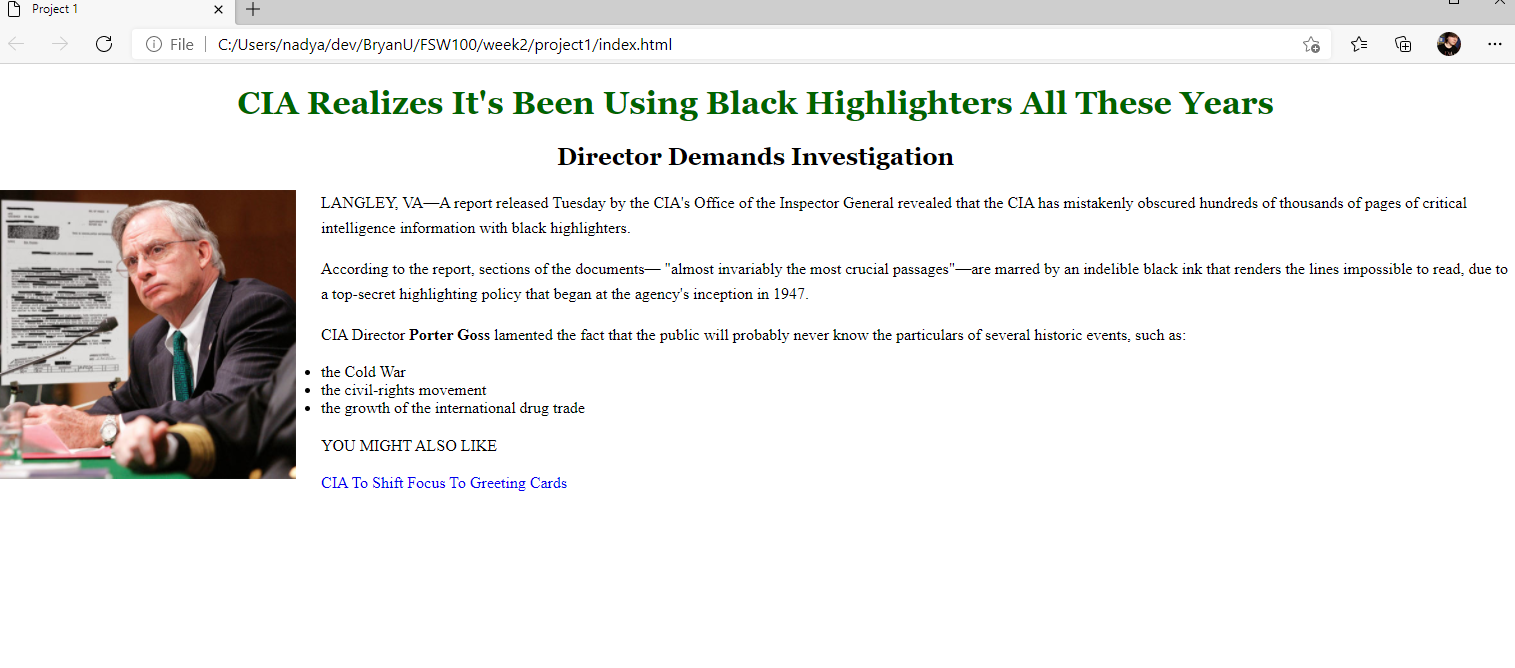 Project 1
File
C:/Users/nadya/dev/BryanU/FSW100/week2/project1/index.html
CIA Realizes It's Been Using Black Highlighters All These Years
Director Demands Investigation
LANGLEY, VA—A report released Tuesday by the CIA's Office of the Inspector General revealed that the CIA has mistakenly obscured hundreds of thousands of pages of critical
intelligence information with black highlighters.
According to the report, sections of the documents— "almost invariably the most crucial passages"—are marred by an indelible black ink that renders the lines impossible to read, due to
a top-secret highlighting policy that began at the agency's inception in 1947.
CIA Director Porter Goss lamented the fact that the public will probably never know the particulars of several historic events, such as:
• the Cold War
• the civil-rights movement
• the growth of the international drug trade
YOU MIGHT ALSO LIKE
CIA To Shift Focus To Greeting Cards